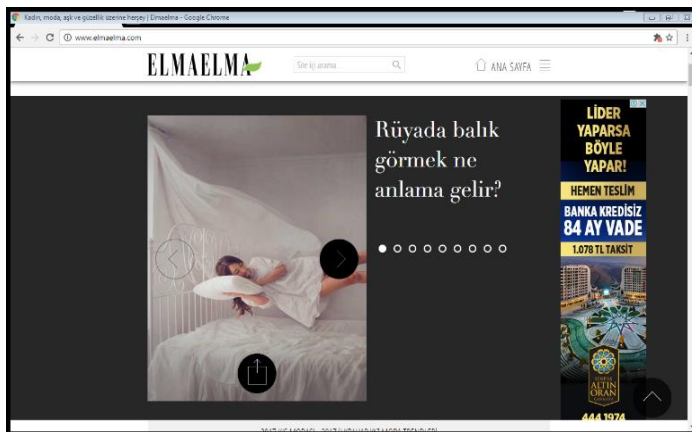 Kadın, moda, aşk ve güzellik üzerine herşey | Elmaelma - Google Chrome
www.elmaelma.com
ELMAELMA
Site içi arama...
ANA SAYFA
Rüyada balık
görmek ne
anlama gelir?
LİDER
YAPARSA
BÖYLE
YAPAR!
HEMEN TESLİM
BANKA KREDİSİZ
84 AY VADE
1.078 TL TAKSİT
ALTIN
ORAN
444 1974